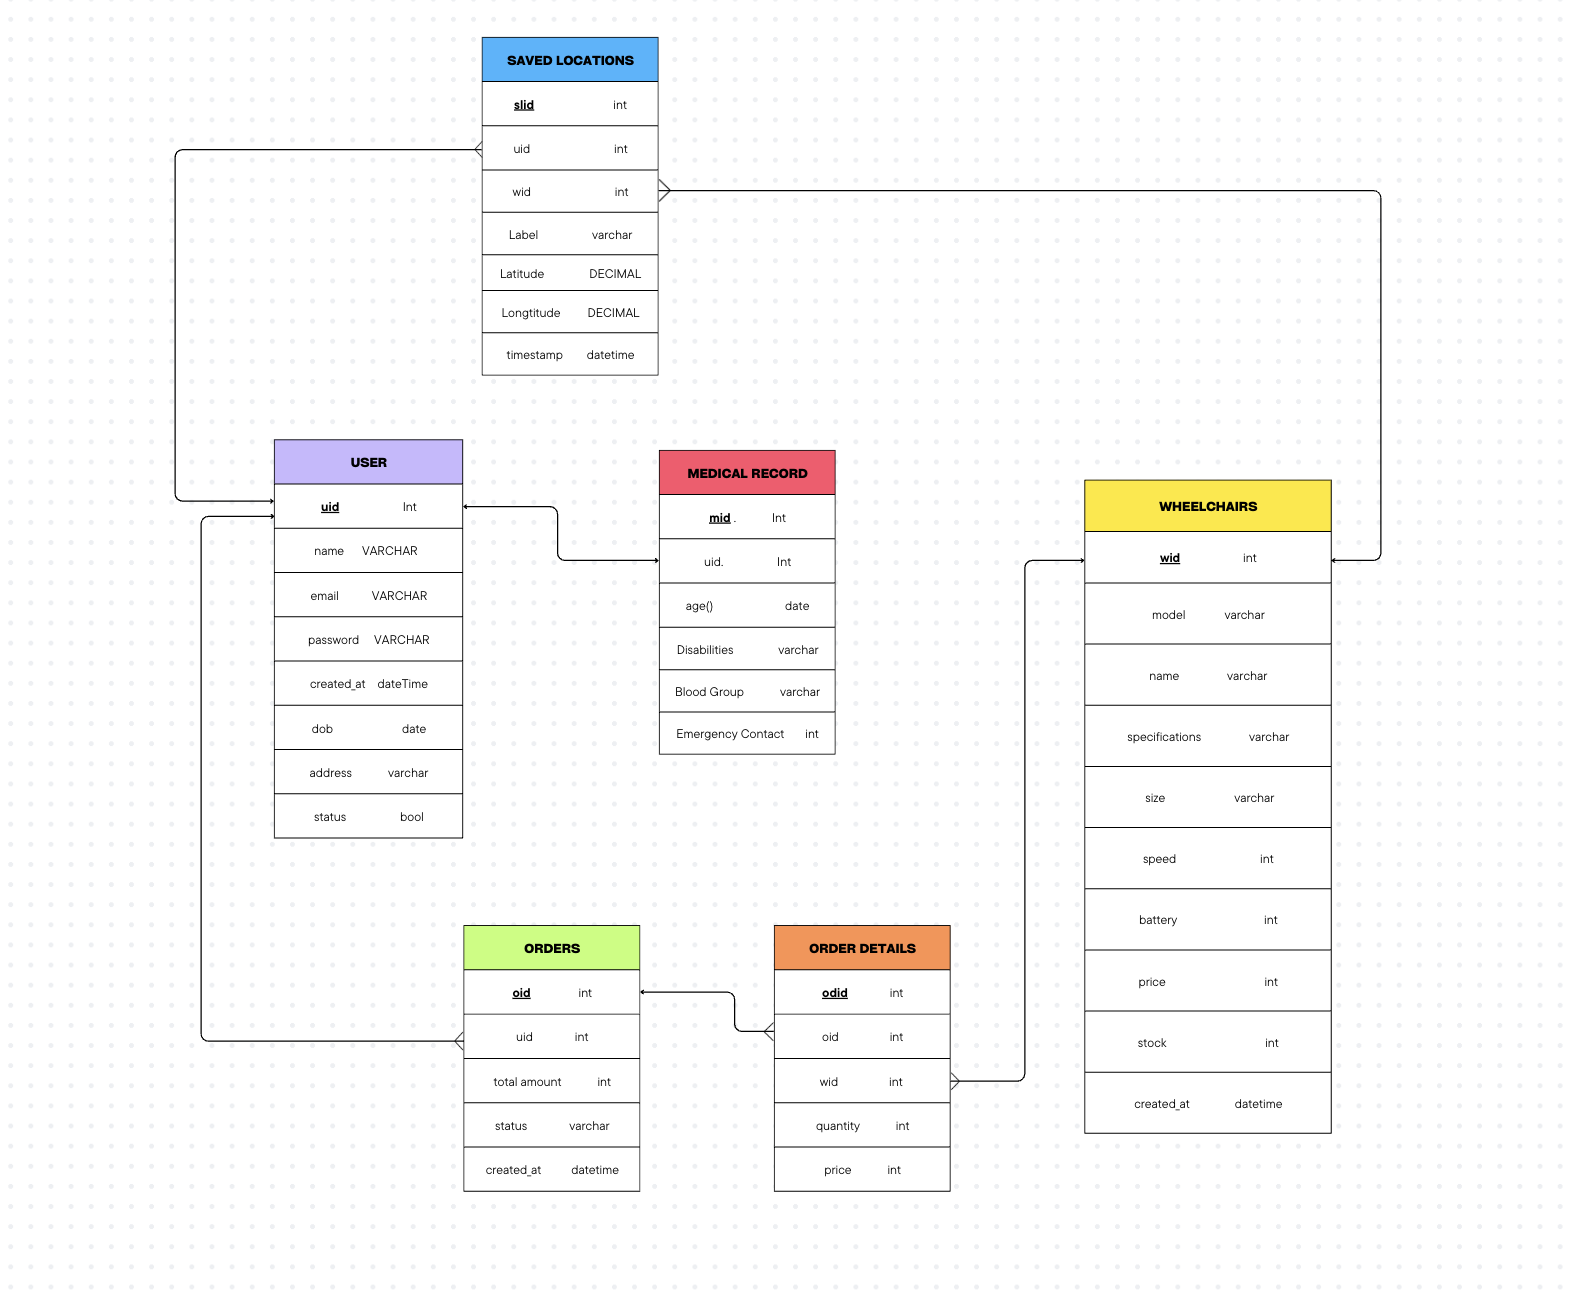 SAVED LOCATIONS
slid int
uid int
wid int
Label varchar
Latitude DECIMAL
Longtitude DECIMAL
timestamp datetime
USER
uid Int
name VARCHAR
email VARCHAR
password VARCHAR
created_at dateTime
dob date
address varchar
status bool
MEDICAL RECORD
mid . Int
uid. Int
age() date
Disabilities varchar
Blood Group varchar
Emergency Contact int
WHEELCHAIRS
wid int
model varchar
name varchar
specifications varchar
size varchar
speed int
battery int
price int
stock int
created_at datetime
ORDERS
oid int
uid int
total amount int
status varchar
created_at datetime
ORDER DETAILS
odid int
oid int
wid int
quantity int
price int